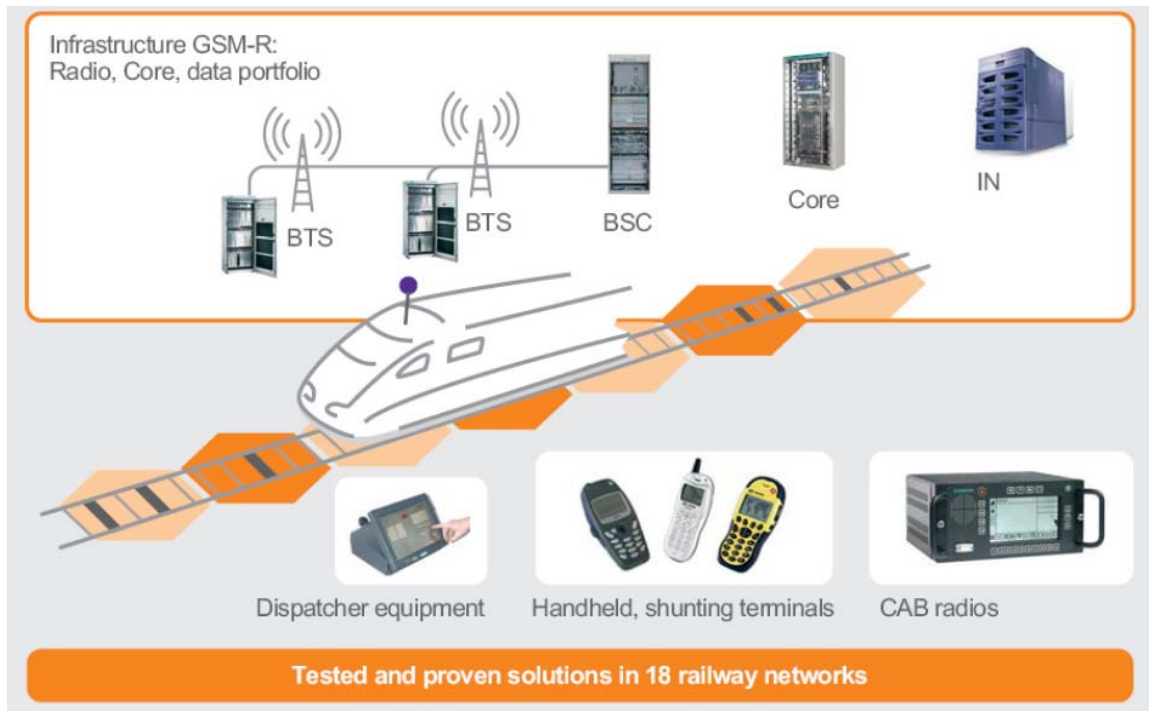 Infrastructure GSM-R:
Radio, Core, data portfolio
BTS
BTS
BSC
Core
IN
Dispatcher equipment
Handheld, shunting terminals
CAB radios
Tested and proven solutions in 18 railway networks